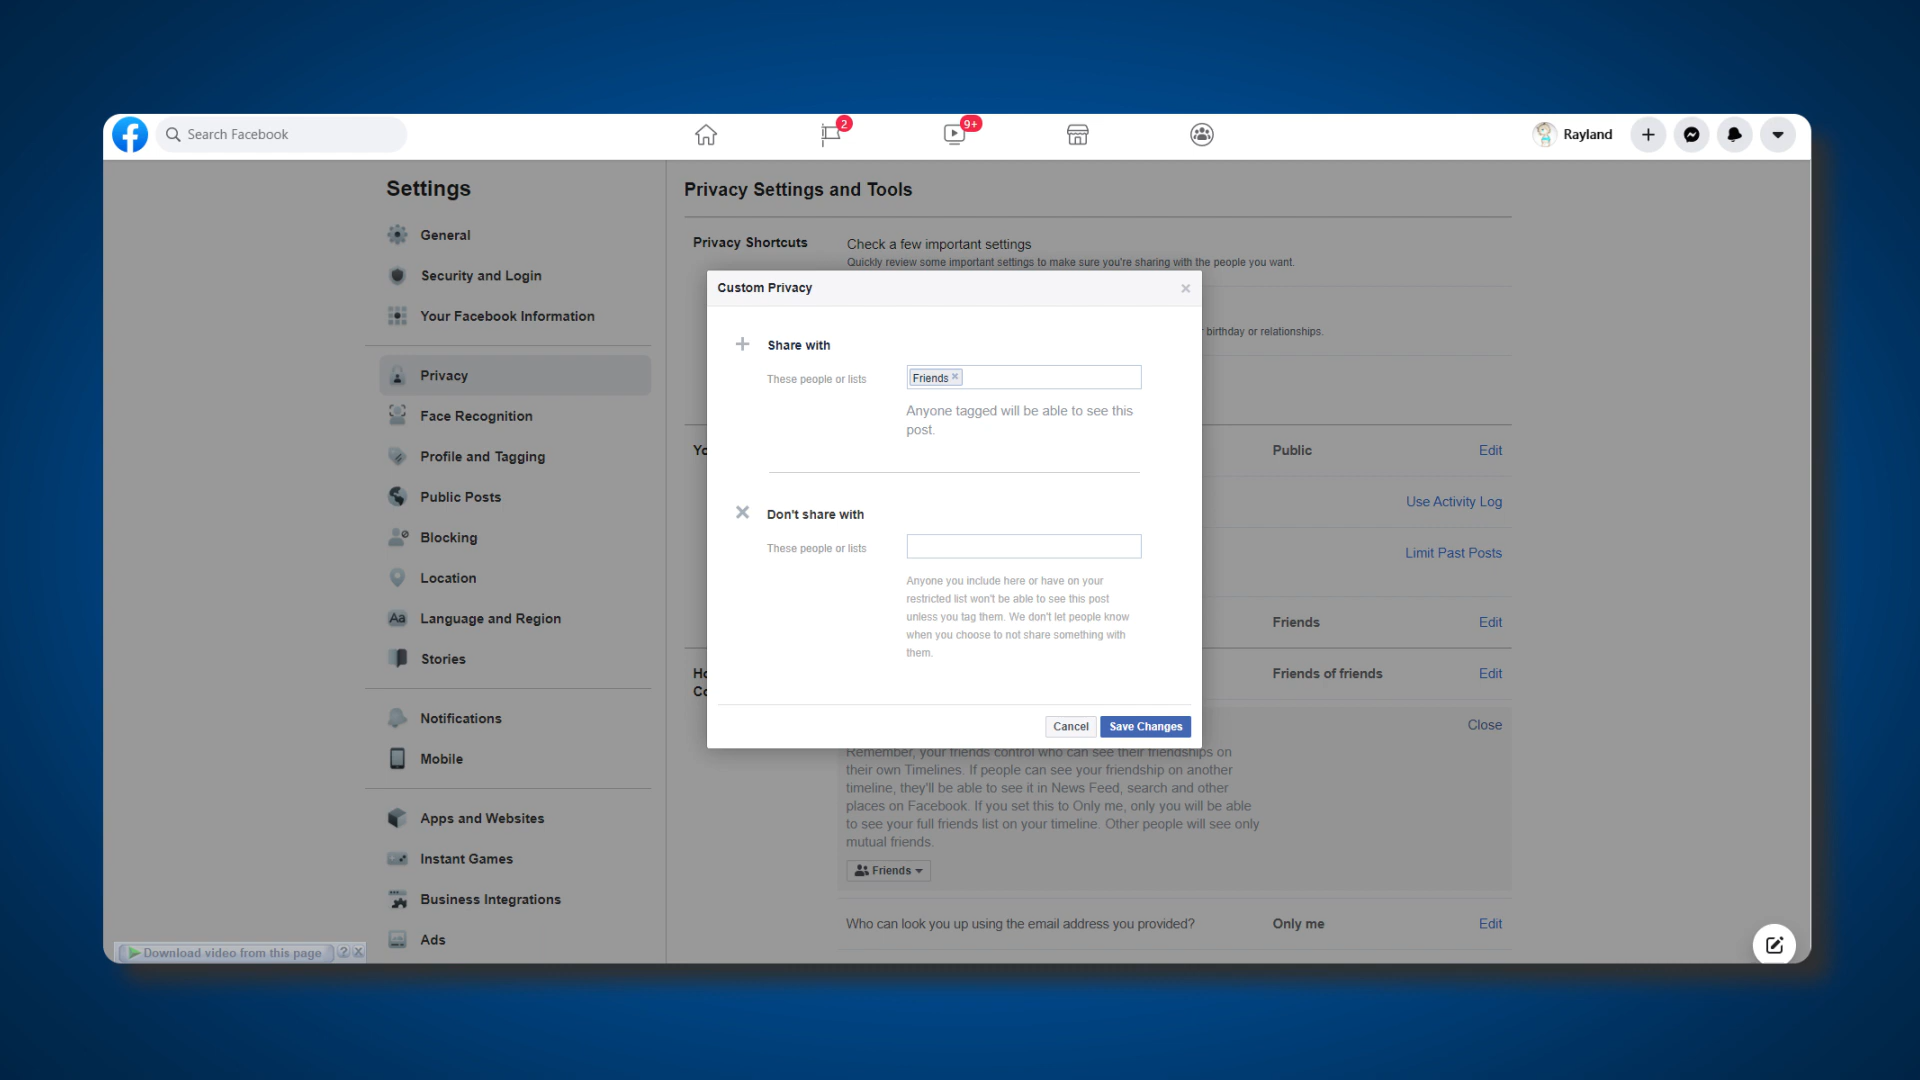 Search Facebook
2
9+
Rayland
Settings
General
Security and Login
Your Facebook Information
Privacy
Face Recognition
Profile and Tagging
Public Posts
Blocking
Location
Aa
Language and Region
Stories
Notifications
Mobile
Apps and Websites
Instant Games
Business Integrations
Ads
Download video from this page ? X
Privacy Settings and Tools
Privacy Shortcuts
Check a few important settings
Quickly review some important settings to make sure you're sharing with the people you want.
birthday or relationships.
Custom Privacy
Share with
These people or lists
Friends
Anyone tagged will be able to see this
post.
Don't share with
These people or lists
Anyone you include here or have on your
restricted list won't be able to see this post
unless you tag them. We don't let people know
when you choose to not share something with
them.
Cancel
Save Changes
Public
Edit
Use Activity Log
Limit Past Posts
Friends
Edit
Friends of friends
Edit
Close
Remember, your friends control who can see their friendships on
their own Timelines. If people can see your friendship on another
timeline, they'll be able to see it in News Feed, search and other
places on Facebook. If you set this to Only me, only you will be able
to see your full friends list on your timeline. Other people will see only
mutual friends.
Friends
Who can look you up using the email address you provided?
Only me
Edit